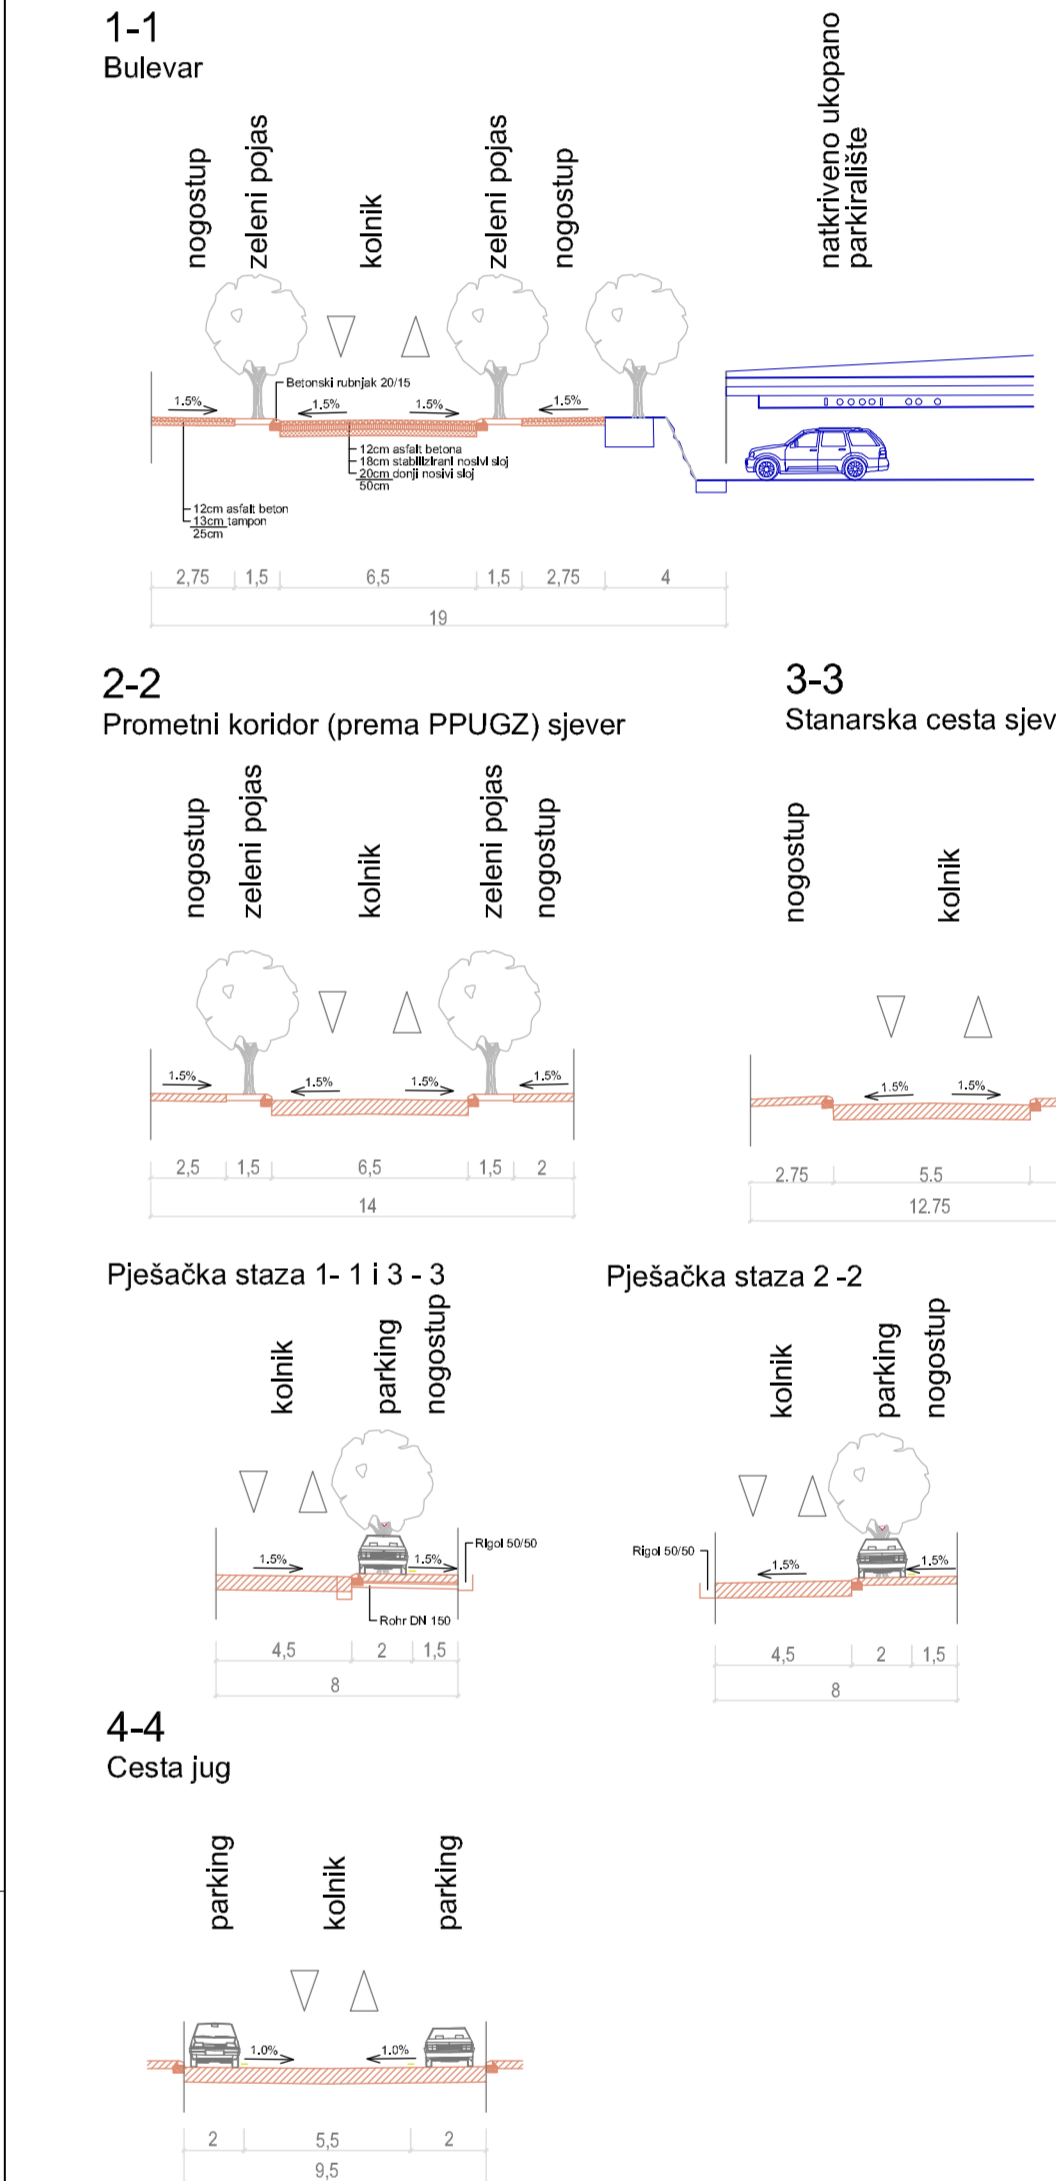 1-1
Bulevar
nogostup
zeleni pojas
kolnik
zeleni pojas
nogostup
natkriveno ukopano
parkiralište
Betonski rubnjak 20/15
1.5%
1.5%
1.5%
1.5%
12cm asfalt betona
18cm stabilizirani nosivi sloj
20cm donji nosivi sloj
50cm
12cm asfalt beton
13cm tampon
25cm
2,75 1,5 6,5 1,5 2,75 4
19
2-2
Prometni koridor (prema PPUGZ) sjever
nogostup
zeleni pojas
kolnik
zeleni pojas
nogostup
1.5%
1.5%
1.5%
1.5%
2,5 1,5 6,5 1,5 2
14
3-3
Stanarska cesta sjev
nogostup
kolnik
1.5%
1.5%
2.75 5.5
12.75
Pješačka staza 1- 1 i 3 - 3
kolnik
parking
nogostup
1.5%
1.5%
Rigol 50/50
Rohr DN 150
4,5 2 1,5
8
Pješačka staza 2 -2
kolnik
parking
nogostup
Rigol 50/50
1.5%
1.5%
4,5 2 1,5
8
4-4
Cesta jug
parking
kolnik
parking
1.0%
1.0%
2 5,5 2
9,5